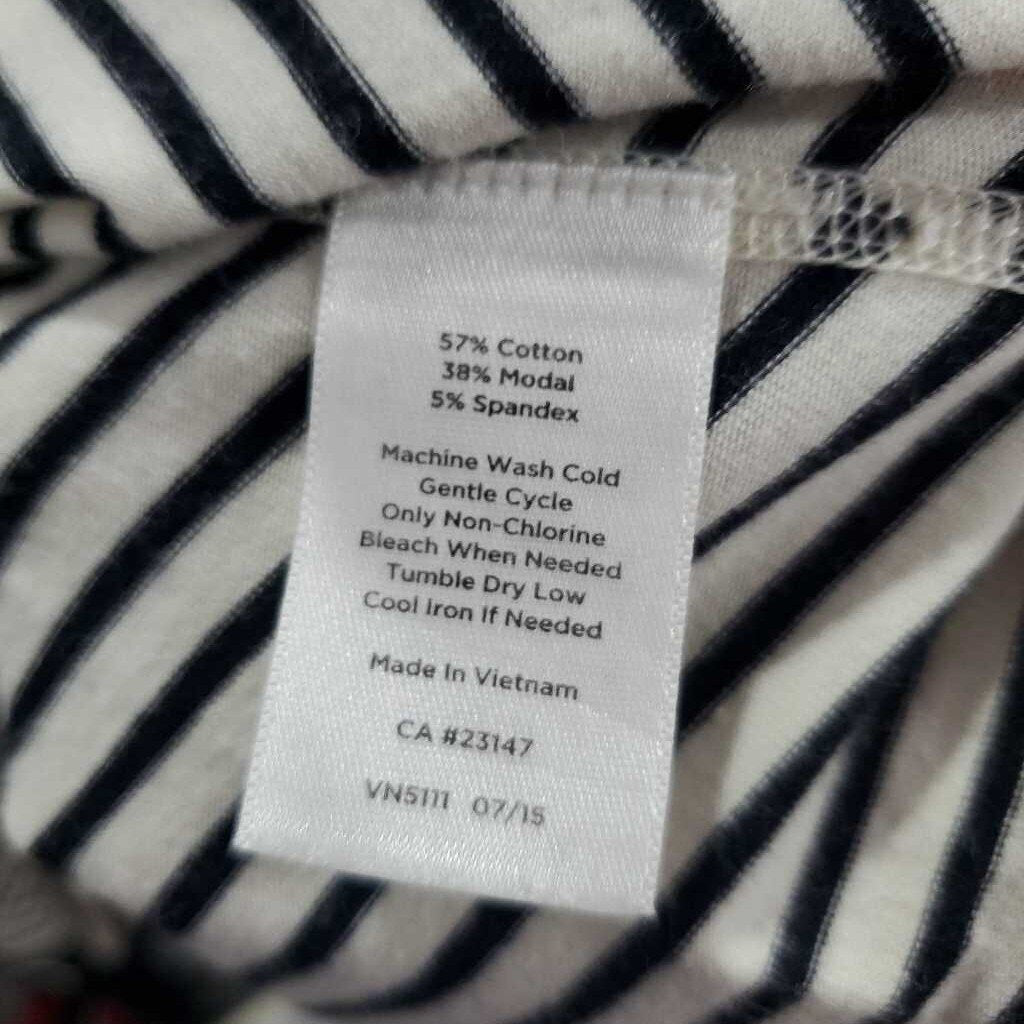 57% Cotton
38% Modal
5% Spandex
Machine Wash Cold
Gentle Cycle
Only Non-Chlorine
Bleach When Needed
Tumble Dry Low
Cool Iron If Needed
Made In Vietnam
CA #23147
VN5111 07/15